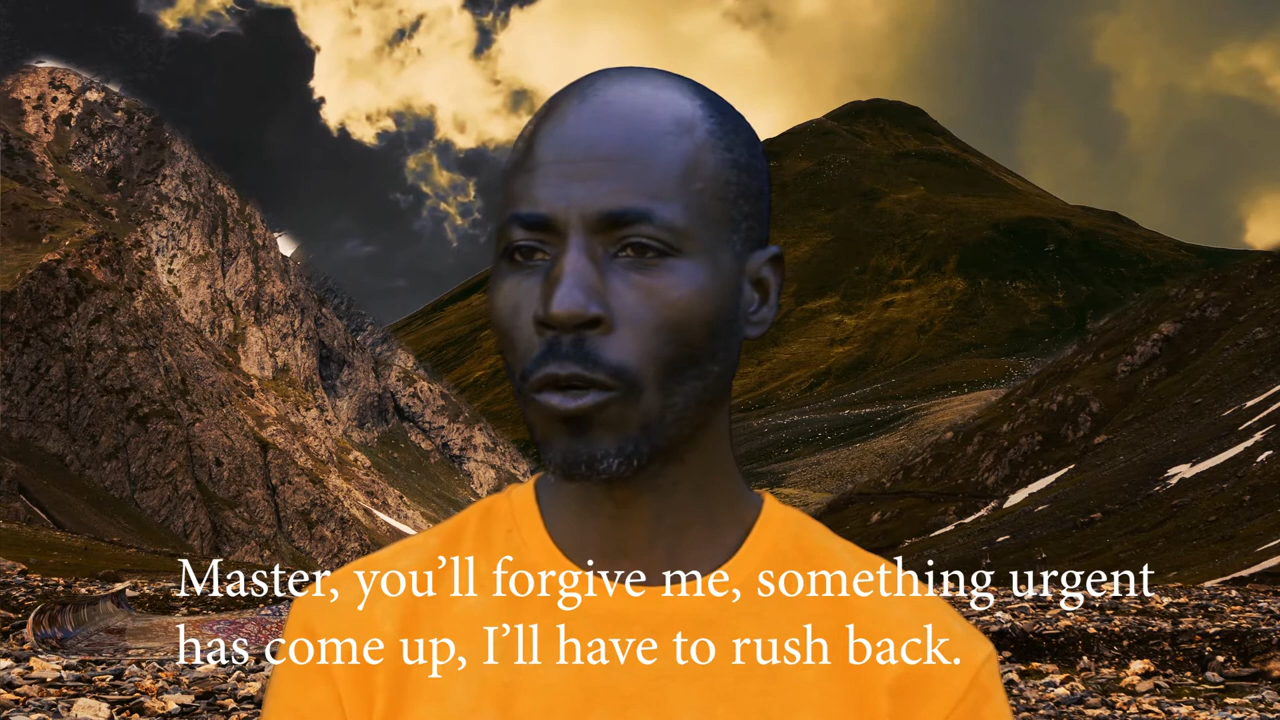 Master, you’ll forgive me, something urgent
has come up, I’ll have to rush back.